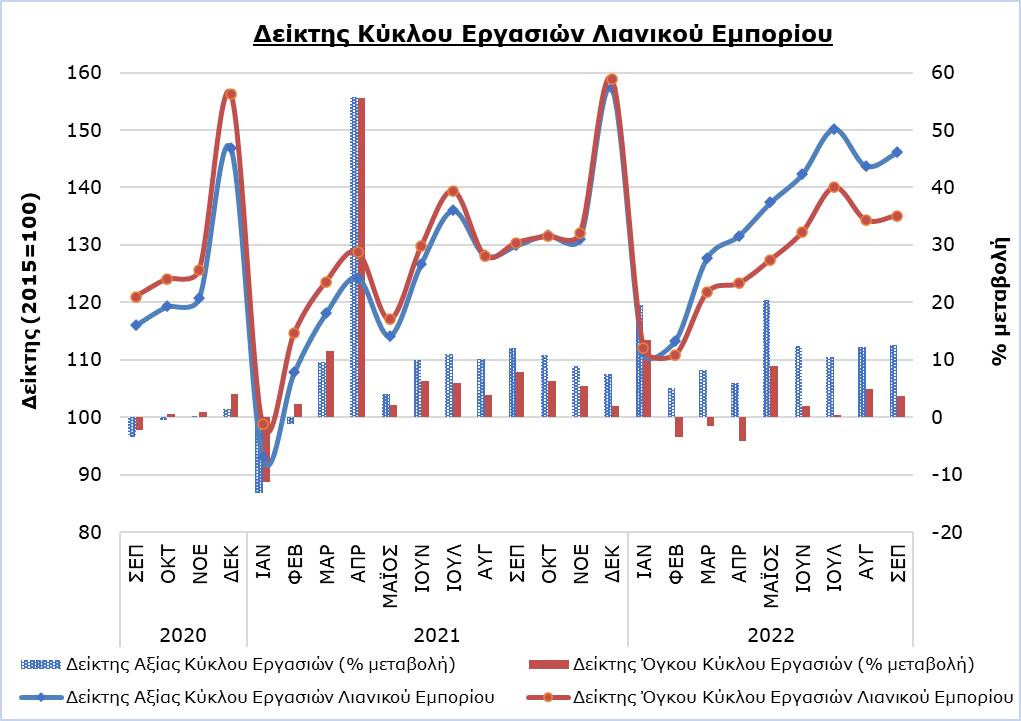 Δείκτης Κύκλου Εργασιών Λιανικού Εμπορίου
Δείκτης (2015=100)
160
150
140
130
120
110
100
90
80
60
50
40
30
20
10
0
-10
-20
% μεταβολή
ΣΕΠ ΟΚΤ ΝΟΕ ΔΕΚ ΙΑΝ ΦΕΒ ΜΑΡ ΑΠΡ ΜΑΪΟΣ ΙΟΥΝ ΙΟΥΛ ΑΥΓ ΣΕΠ ΟΚΤ ΝΟΕ ΔΕΚ ΙΑΝ ΦΕΒ ΜΑΡ ΑΠΡ ΜΑΪΟΣ ΙΟΥΝ ΙΟΥΛ ΑΥΓ ΣΕΠ
2020 2021 2022
Δείκτης Αξίας Κύκλου Εργασιών (% μεταβολή) Δείκτης Όγκου Κύκλου Εργασιών (% μεταβολή)
Δείκτης Αξίας Κύκλου Εργασιών Λιανικού Εμπορίου Δείκτης Όγκου Κύκλου Εργασιών Λιανικού Εμπορίου